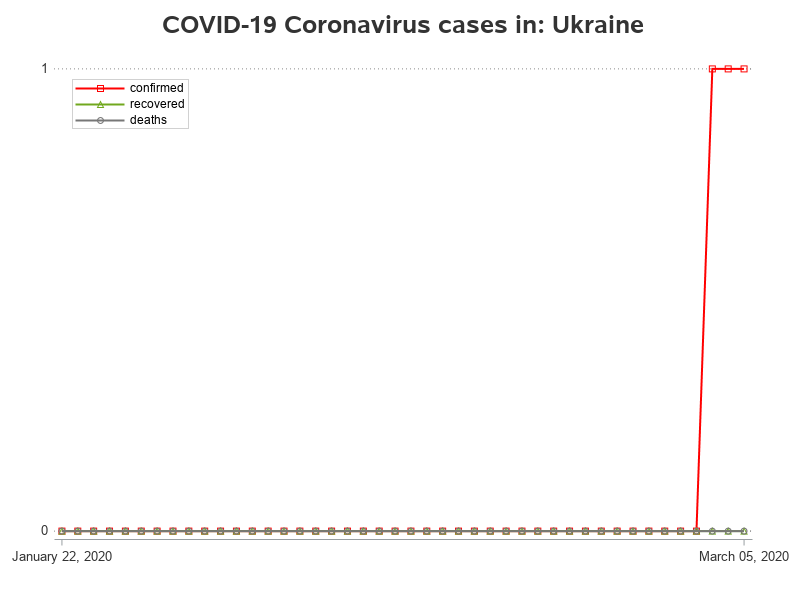 COVID-19 Coronavirus cases in: Ukraine
1
confirmed
recovered
deaths
0
January 22, 2020
March 05, 2020